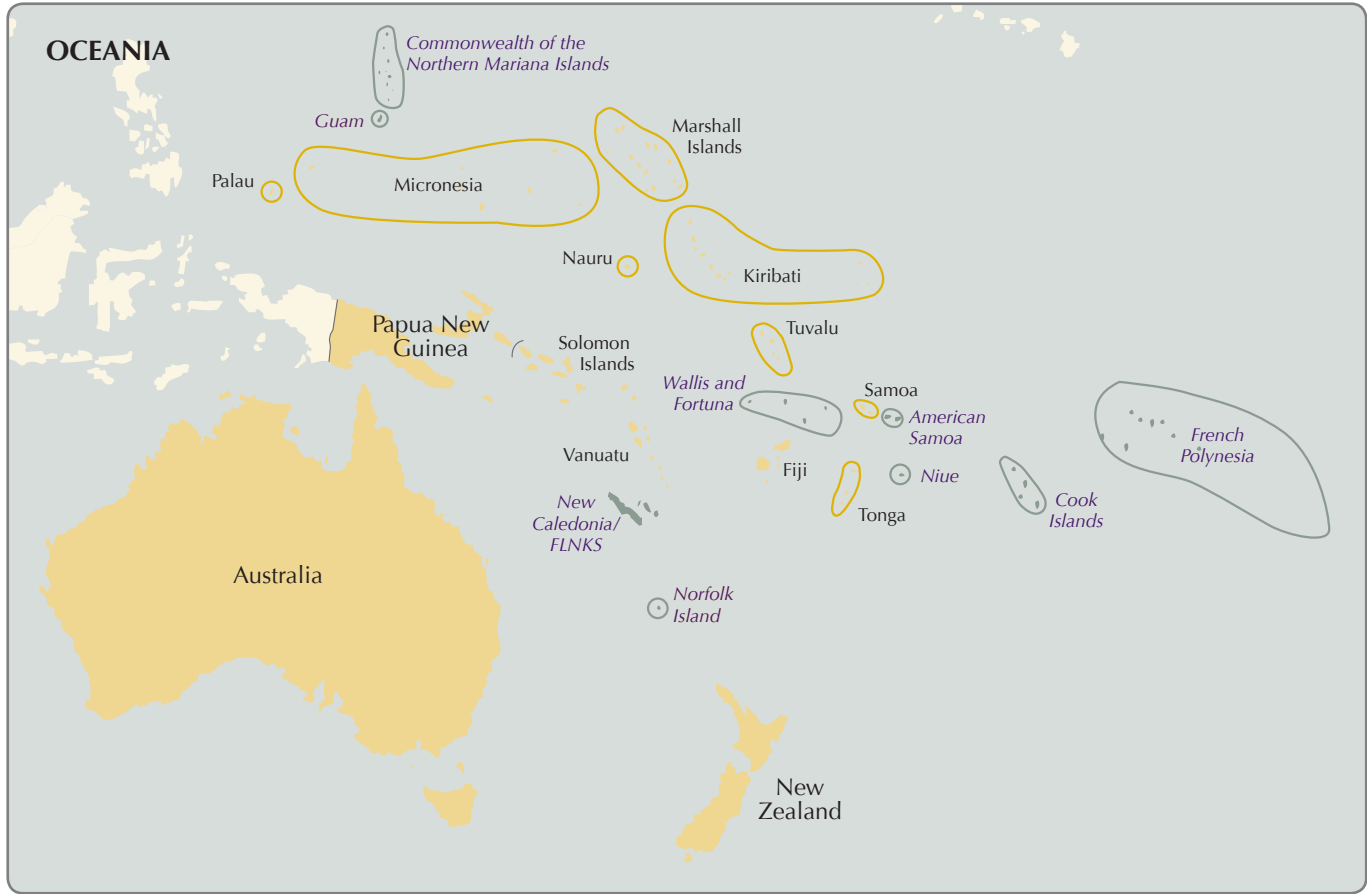 OCEANIA
Commonwealth of the
Northern Mariana Islands
Guam
Marshall
Islands
Palau
Micronesia
Nauru
Kiribati
Papua New
Guinea
Solomon
Islands
Tuvalu
Wallis and
Fortuna
Samoa
American
Samoa
French
Polynesia
Vanuatu
Fiji
Niue
Cook
Islands
New
Caledonia/
FLNKS
Tonga
Australia
Norfolk
Island
New
Zealand